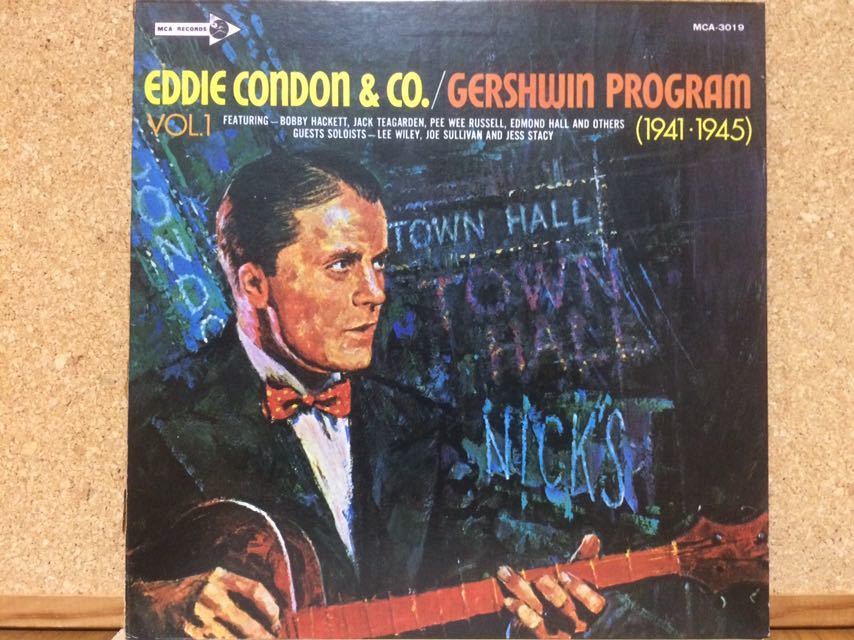 MCA RECORDS
MCA-3019
EDDIE CONDON & CO./GERSHWIN PROGRAM
VOL.1 FEATURING—BOBBY HACKETT, JACK TEAGARDEN, PEE WEE RUSSELL, EDMOND HALL AND OTHERS (1941·1945)
GUESTS SOLOISTS—LEE WILEY, JOE SULLIVAN AND JESS STACY
CONDO
TOWN HALL
TOWN
HALL
NICK'S